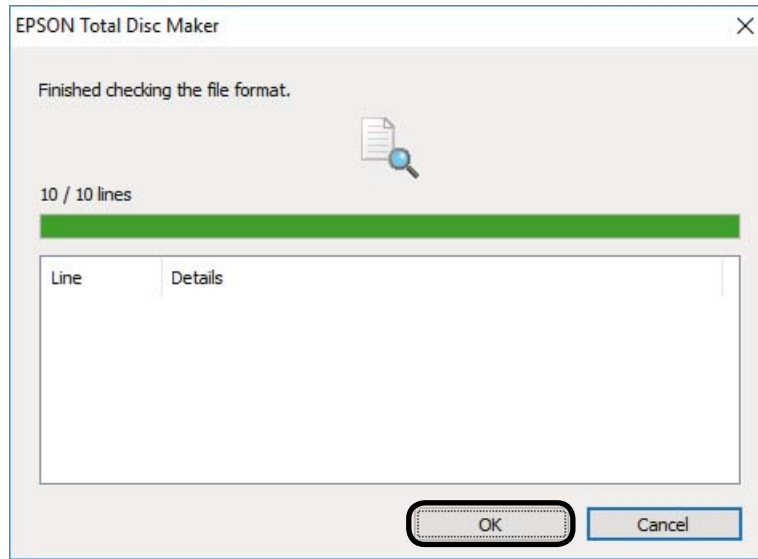 EPSON Total Disc Maker
Finished checking the file format.
10 / 10 lines
Line Details
OK Cancel